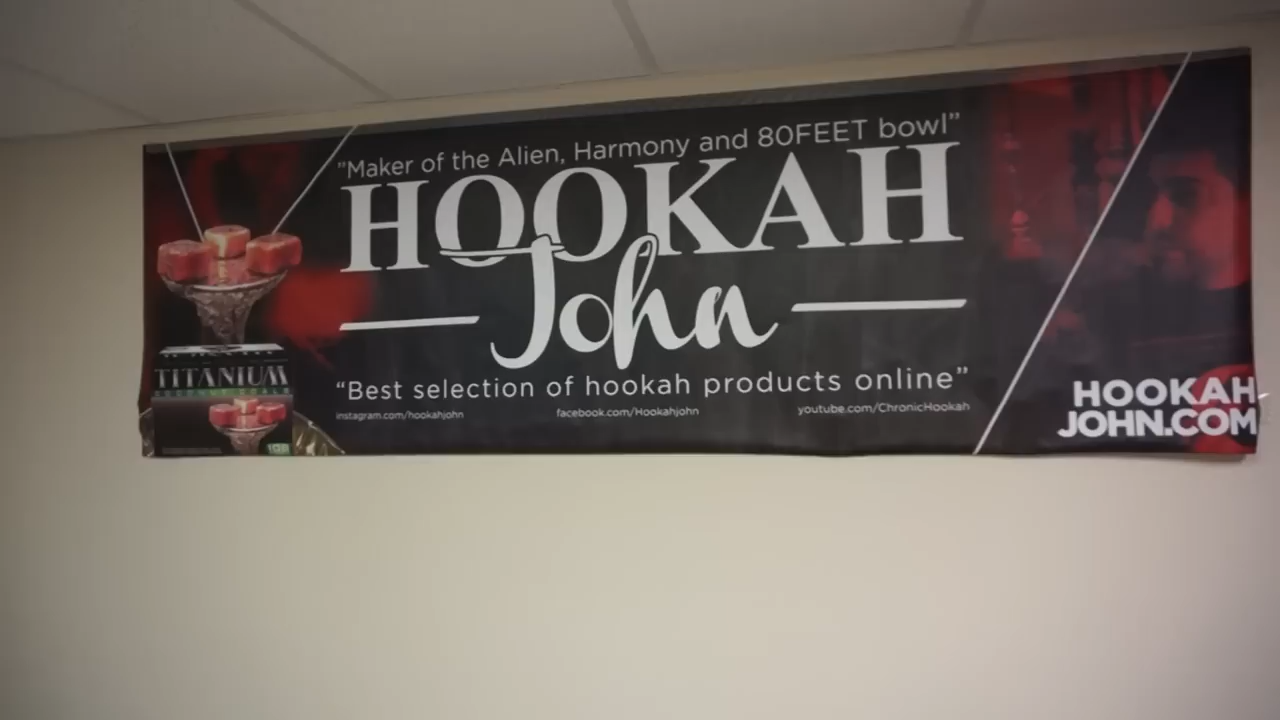 "Maker of the Alien, Harmony and 80FEET bowl"
HOOKAH
John
"Best selection of hookah products online"
instagram.com/hookahjohn
facebook.com/Hookahjohn
youtube.com/ChronicHookah
TITANIUM
HOOKAH
JOHN.COM